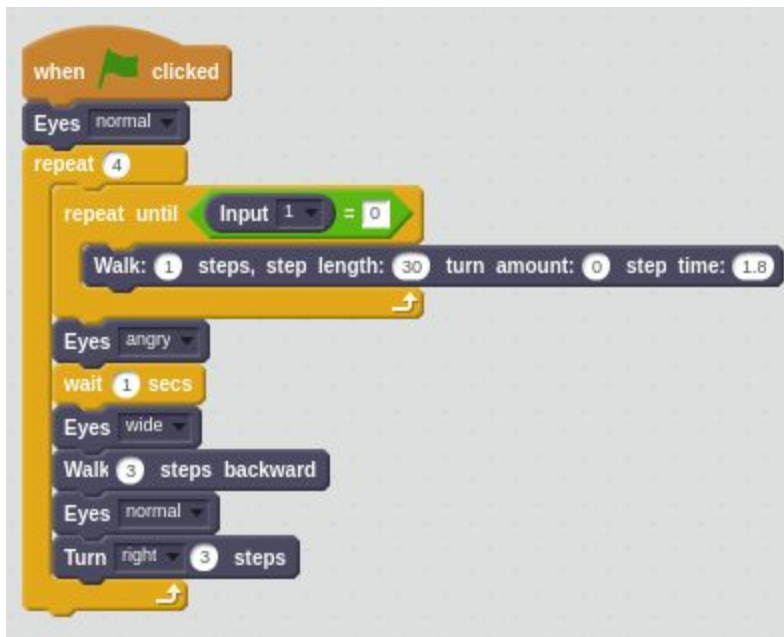 when clicked
Eyes normal
repeat 4
repeat until Input 1 = 0
Walk: 1 steps, step length: 30 turn amount: 0 step time: 1.8
Eyes angry
wait 1 secs
Eyes wide
Walk 3 steps backward
Eyes normal
Turn right 3 steps